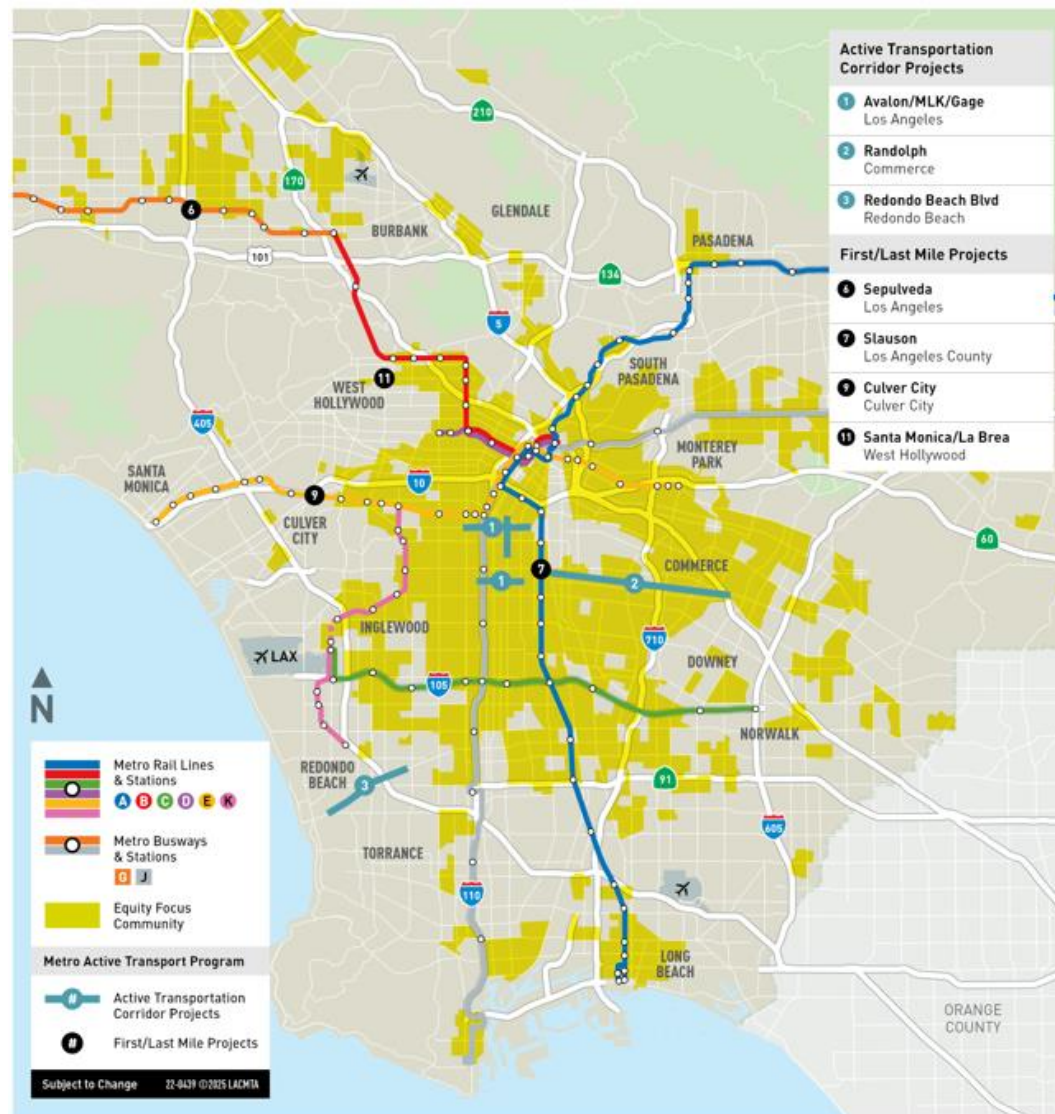 210
170
GLENDALE
BURBANK
PASADENA
6
101
134
5
SOUTH
PASADENA
11
WEST
HOLLYWOOD
405
MONTEREY
PARK
SANTA
MONICA
10
9
CULVER
CITY
1
60
7
COMMERCE
1
2
INGLEWOOD
710
LAX
DOWNEY
N
105
NORWALK
REDONDO
BEACH
91
3
605
TORRANCE
110
LONG
BEACH
ORANGE
COUNTY
Active Transportation
Corridor Projects
1 Avalon/MLK/Gage
Los Angeles
2 Randolph
Commerce
3 Redondo Beach Blvd
Redondo Beach
First/Last Mile Projects
6 Sepulveda
Los Angeles
7 Slauson
Los Angeles County
9 Culver City
Culver City
11 Santa Monica/La Brea
West Hollywood
Metro Rail Lines
& Stations
A B C D E K
Metro Busways
& Stations
G J
Equity Focus
Community
Metro Active Transport Program
# Active Transportation
Corridor Projects
# First/Last Mile Projects
Subject to Change 22-0439 ©2025 LACMTA